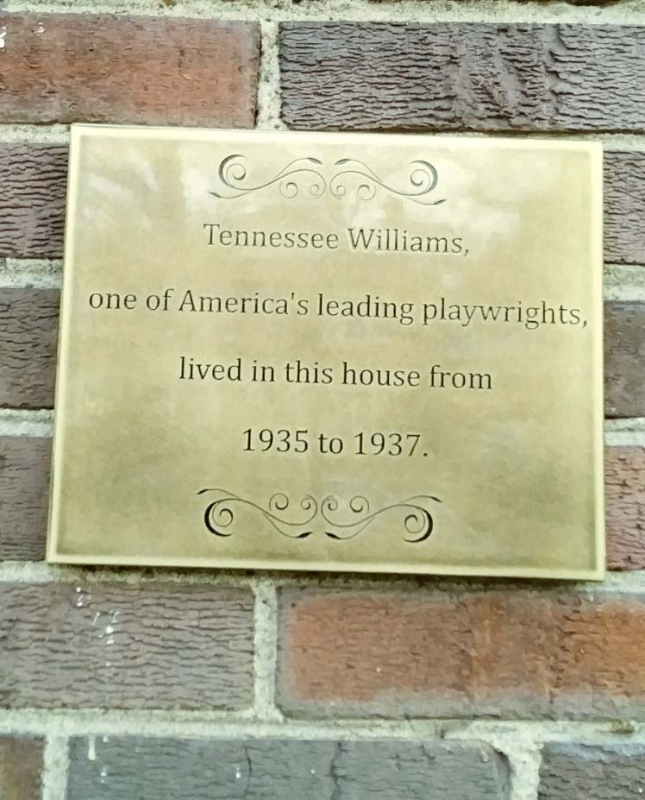 Tennessee Williams,
one of America's leading playwrights,
lived in this house from
1935 to 1937.